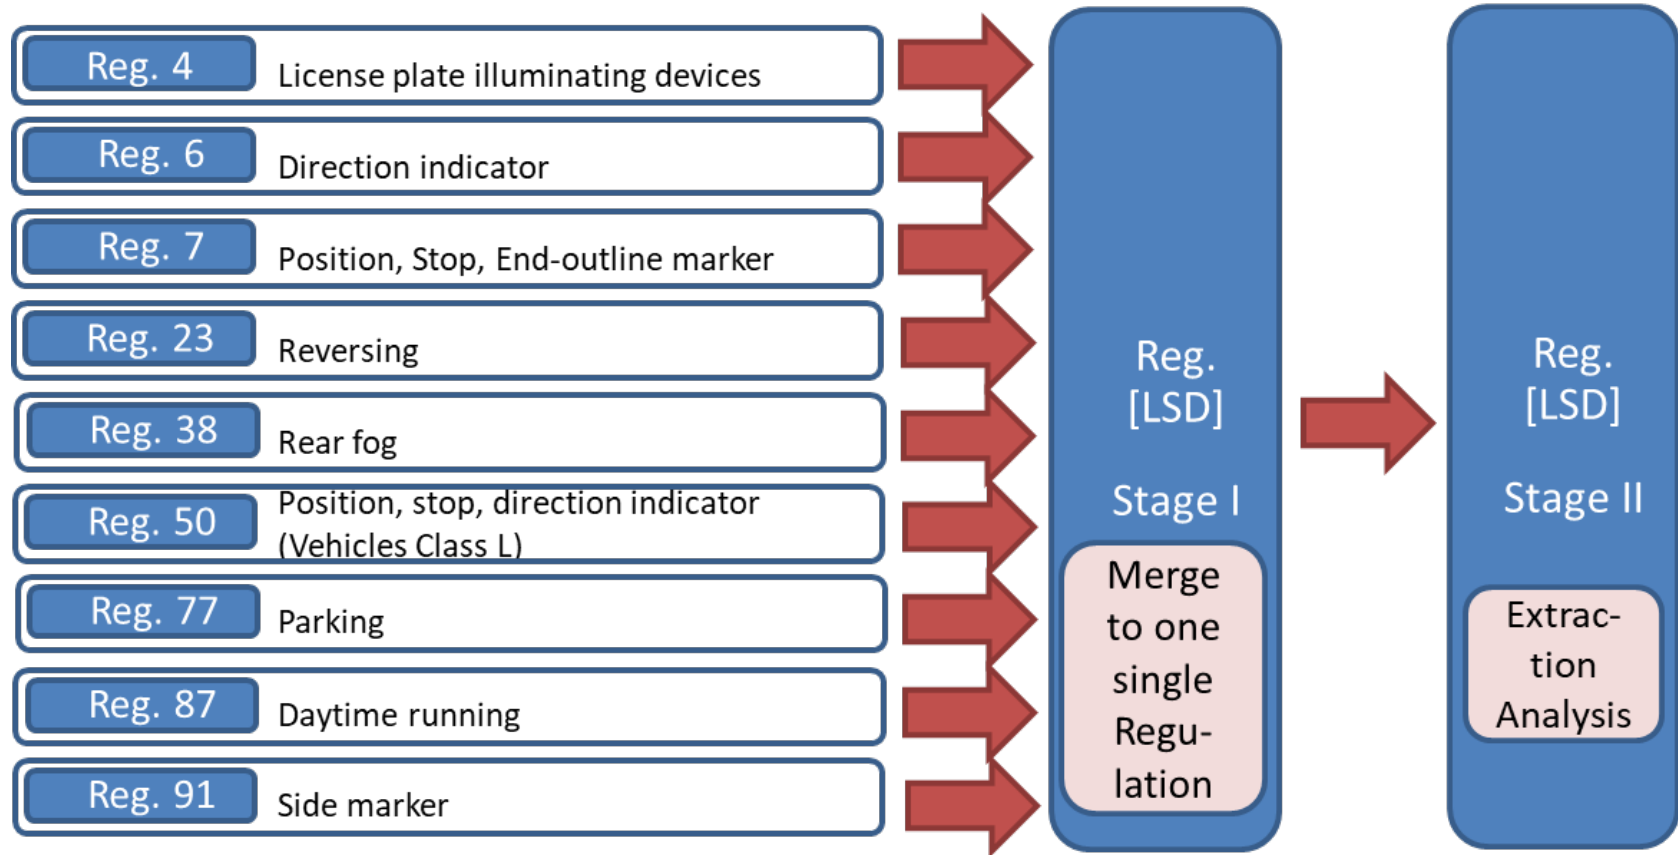 Reg. 4
License plate illuminating devices
Reg. 6
Direction indicator
Reg. 7
Position, Stop, End-outline marker
Reg. 23
Reversing
Reg. 38
Rear fog
Reg. 50
Position, stop, direction indicator
(Vehicles Class L)
Reg. 77
Parking
Reg. 87
Daytime running
Reg. 91
Side marker
Reg.
[LSD]
Stage I
Merge
to one
single
Regu-
lation
Reg.
[LSD]
Stage II
Extrac-
tion
Analysis